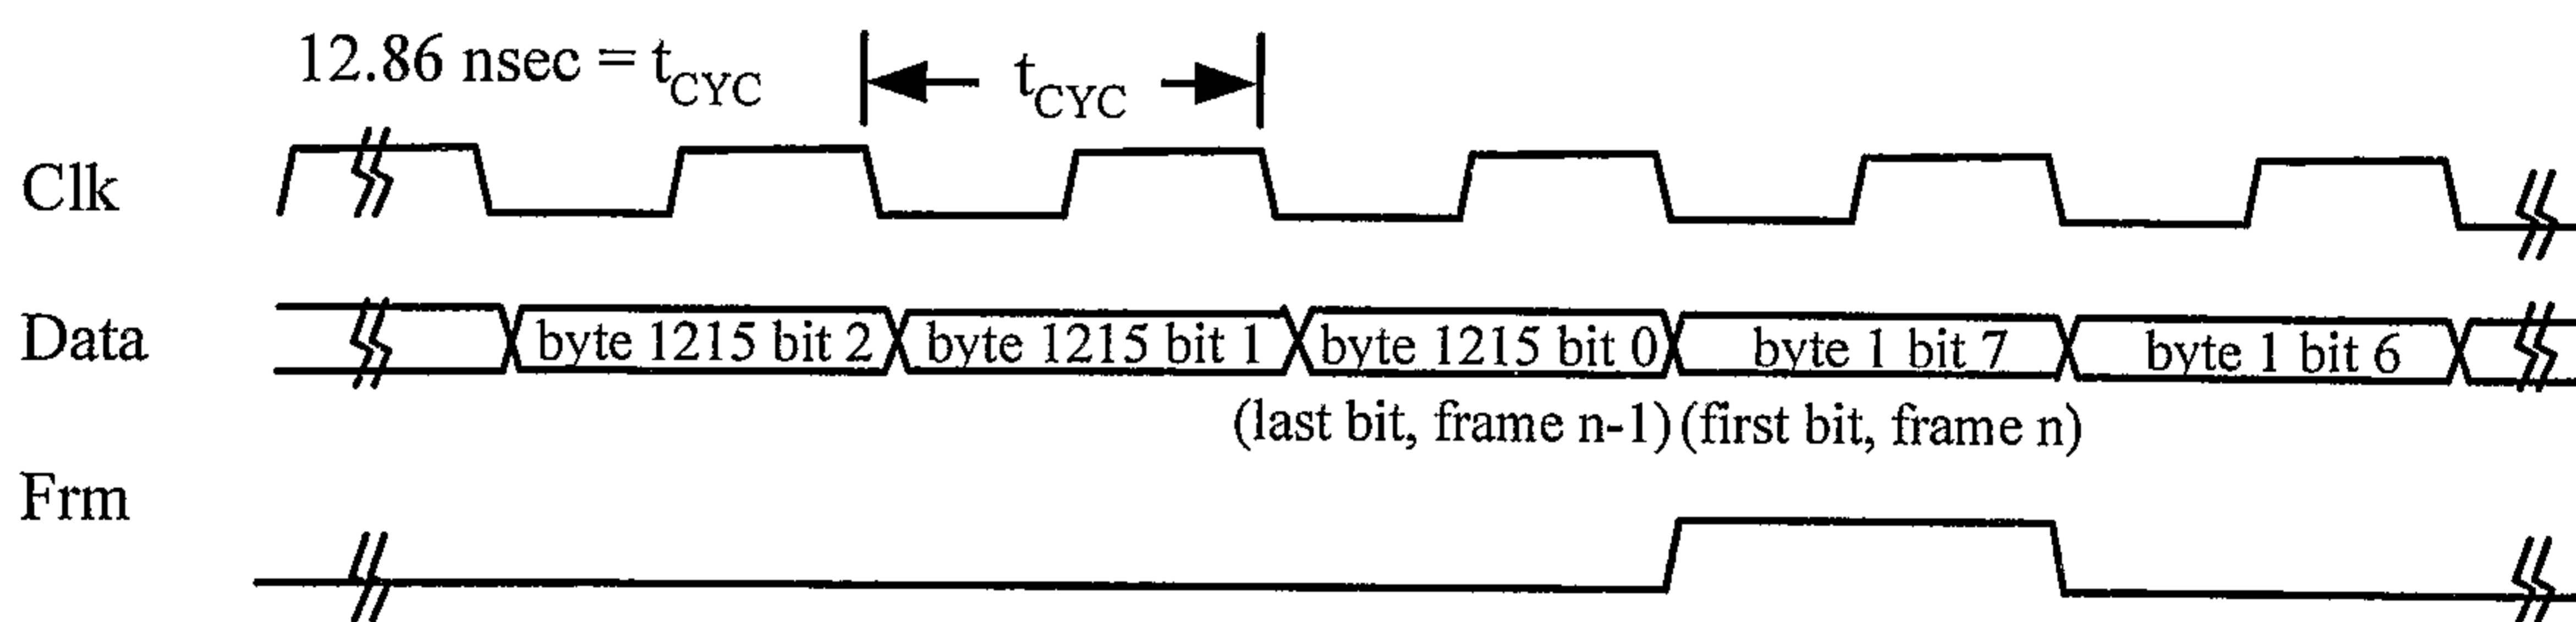 12.86 nsec = tCYC
tCYC
Clk
Data
byte 1215 bit 2
byte 1215 bit 1
byte 1215 bit 0
byte 1 bit 7
byte 1 bit 6
(last bit, frame n-1) (first bit, frame n)
Frm